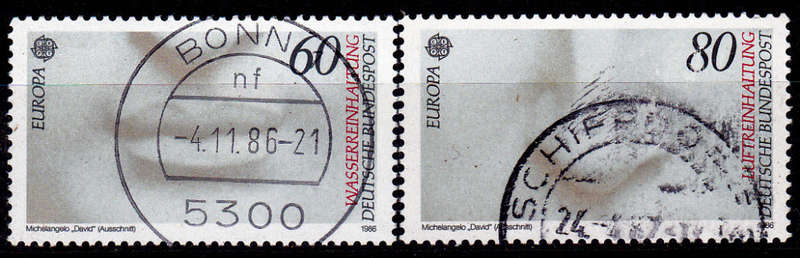 BONN
nf
-4.11.86-21
5300
60
EUROPA
WASSERREINHALTUNG
DEUTSCHE BUNDESPOST
Michelangelo „David" (Ausschnitt)
1986
80
EUROPA
LUFTREINHALTUNG
DEUTSCHE BUNDESPOST
Michelangelo „David" (Ausschnitt)
1986